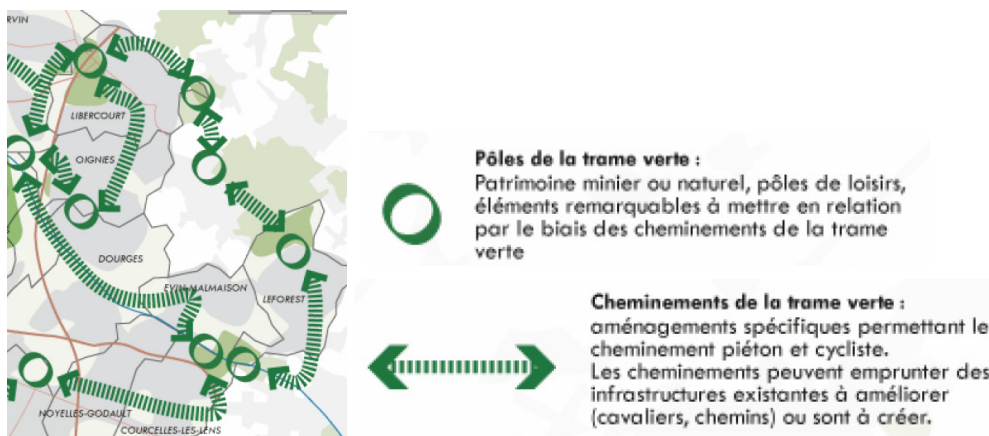 RVIN
LIBERCOURT
OIGNIES
DOURGES
EVIN-MALMAISON
LEFOREST
NOYELLES-GODAULT
COURCELLES-LES-LENS
Pôles de la trame verte :
Patrimoine minier ou naturel, pôles de loisirs,
éléments remarquables à mettre en relation
par le biais des cheminements de la trame
verte
Cheminements de la trame verte :
aménagements spécifiques permettant le
cheminement piéton et cycliste.
Les cheminements peuvent emprunter des
infrastructures existantes à améliorer
(cavaliers, chemins) ou sont à créer.